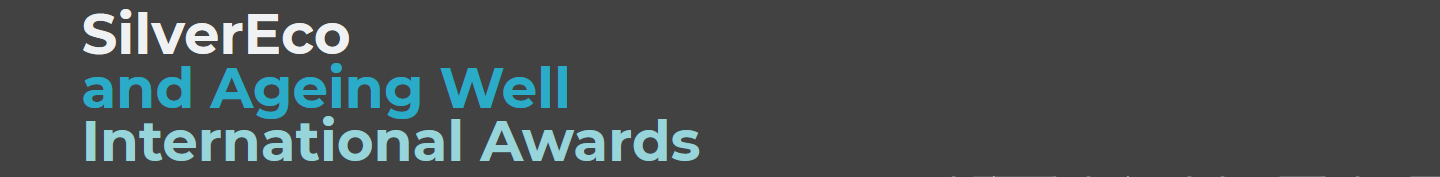 SilverEco
and Ageing Well
International Awards